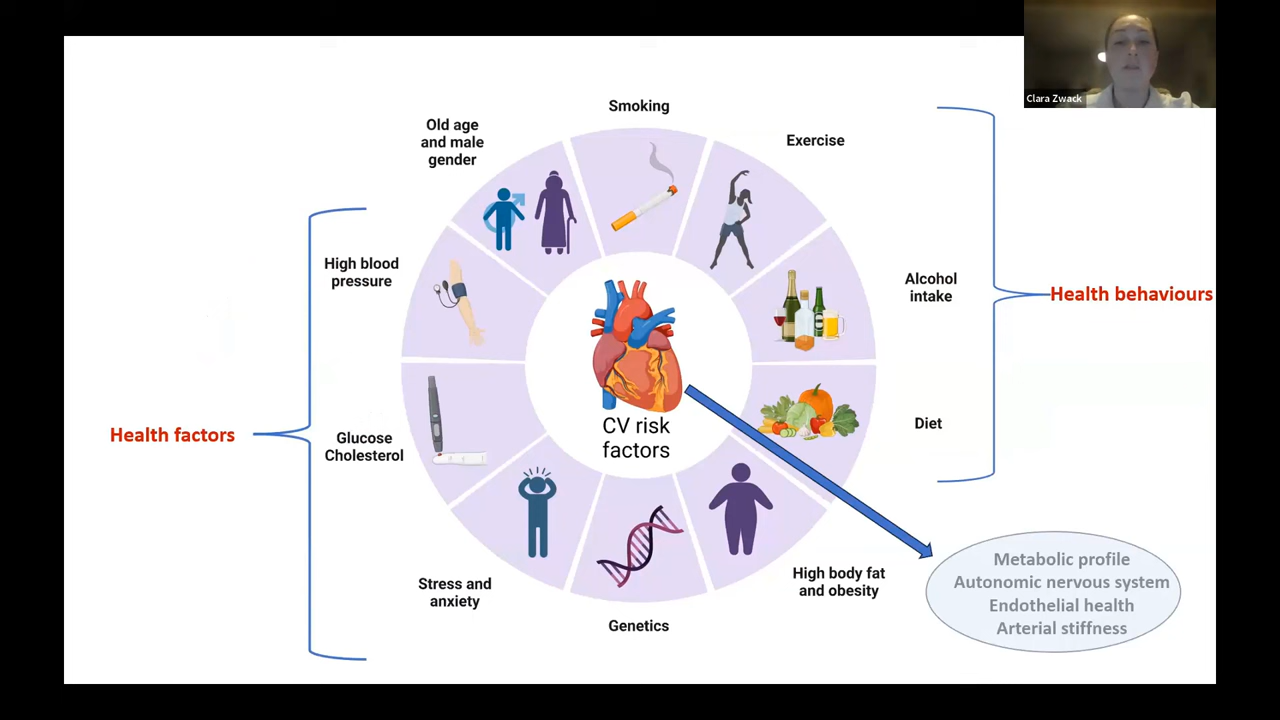 Clara Zwack
Smoking
Old age
and male
gender
Exercise
High blood
pressure
Alcohol
intake
Health behaviours
CV risk
factors
Health factors
Glucose
Cholesterol
Diet
Stress and
anxiety
Genetics
High body fat
and obesity
Metabolic profile
Autonomic nervous system
Endothelial health
Arterial stiffness